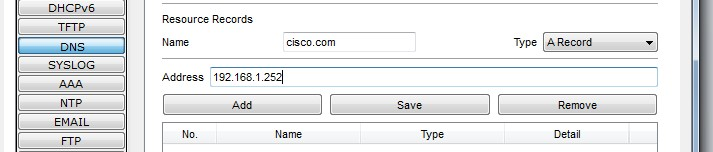 DHCPv6
TFTP
DNS
SYSLOG
AAA
NTP
EMAIL
FTP
Resource Records
Name cisco.com Type A Record
Address 192.168.1.252
Add Save Remove
No. Name Type Detail